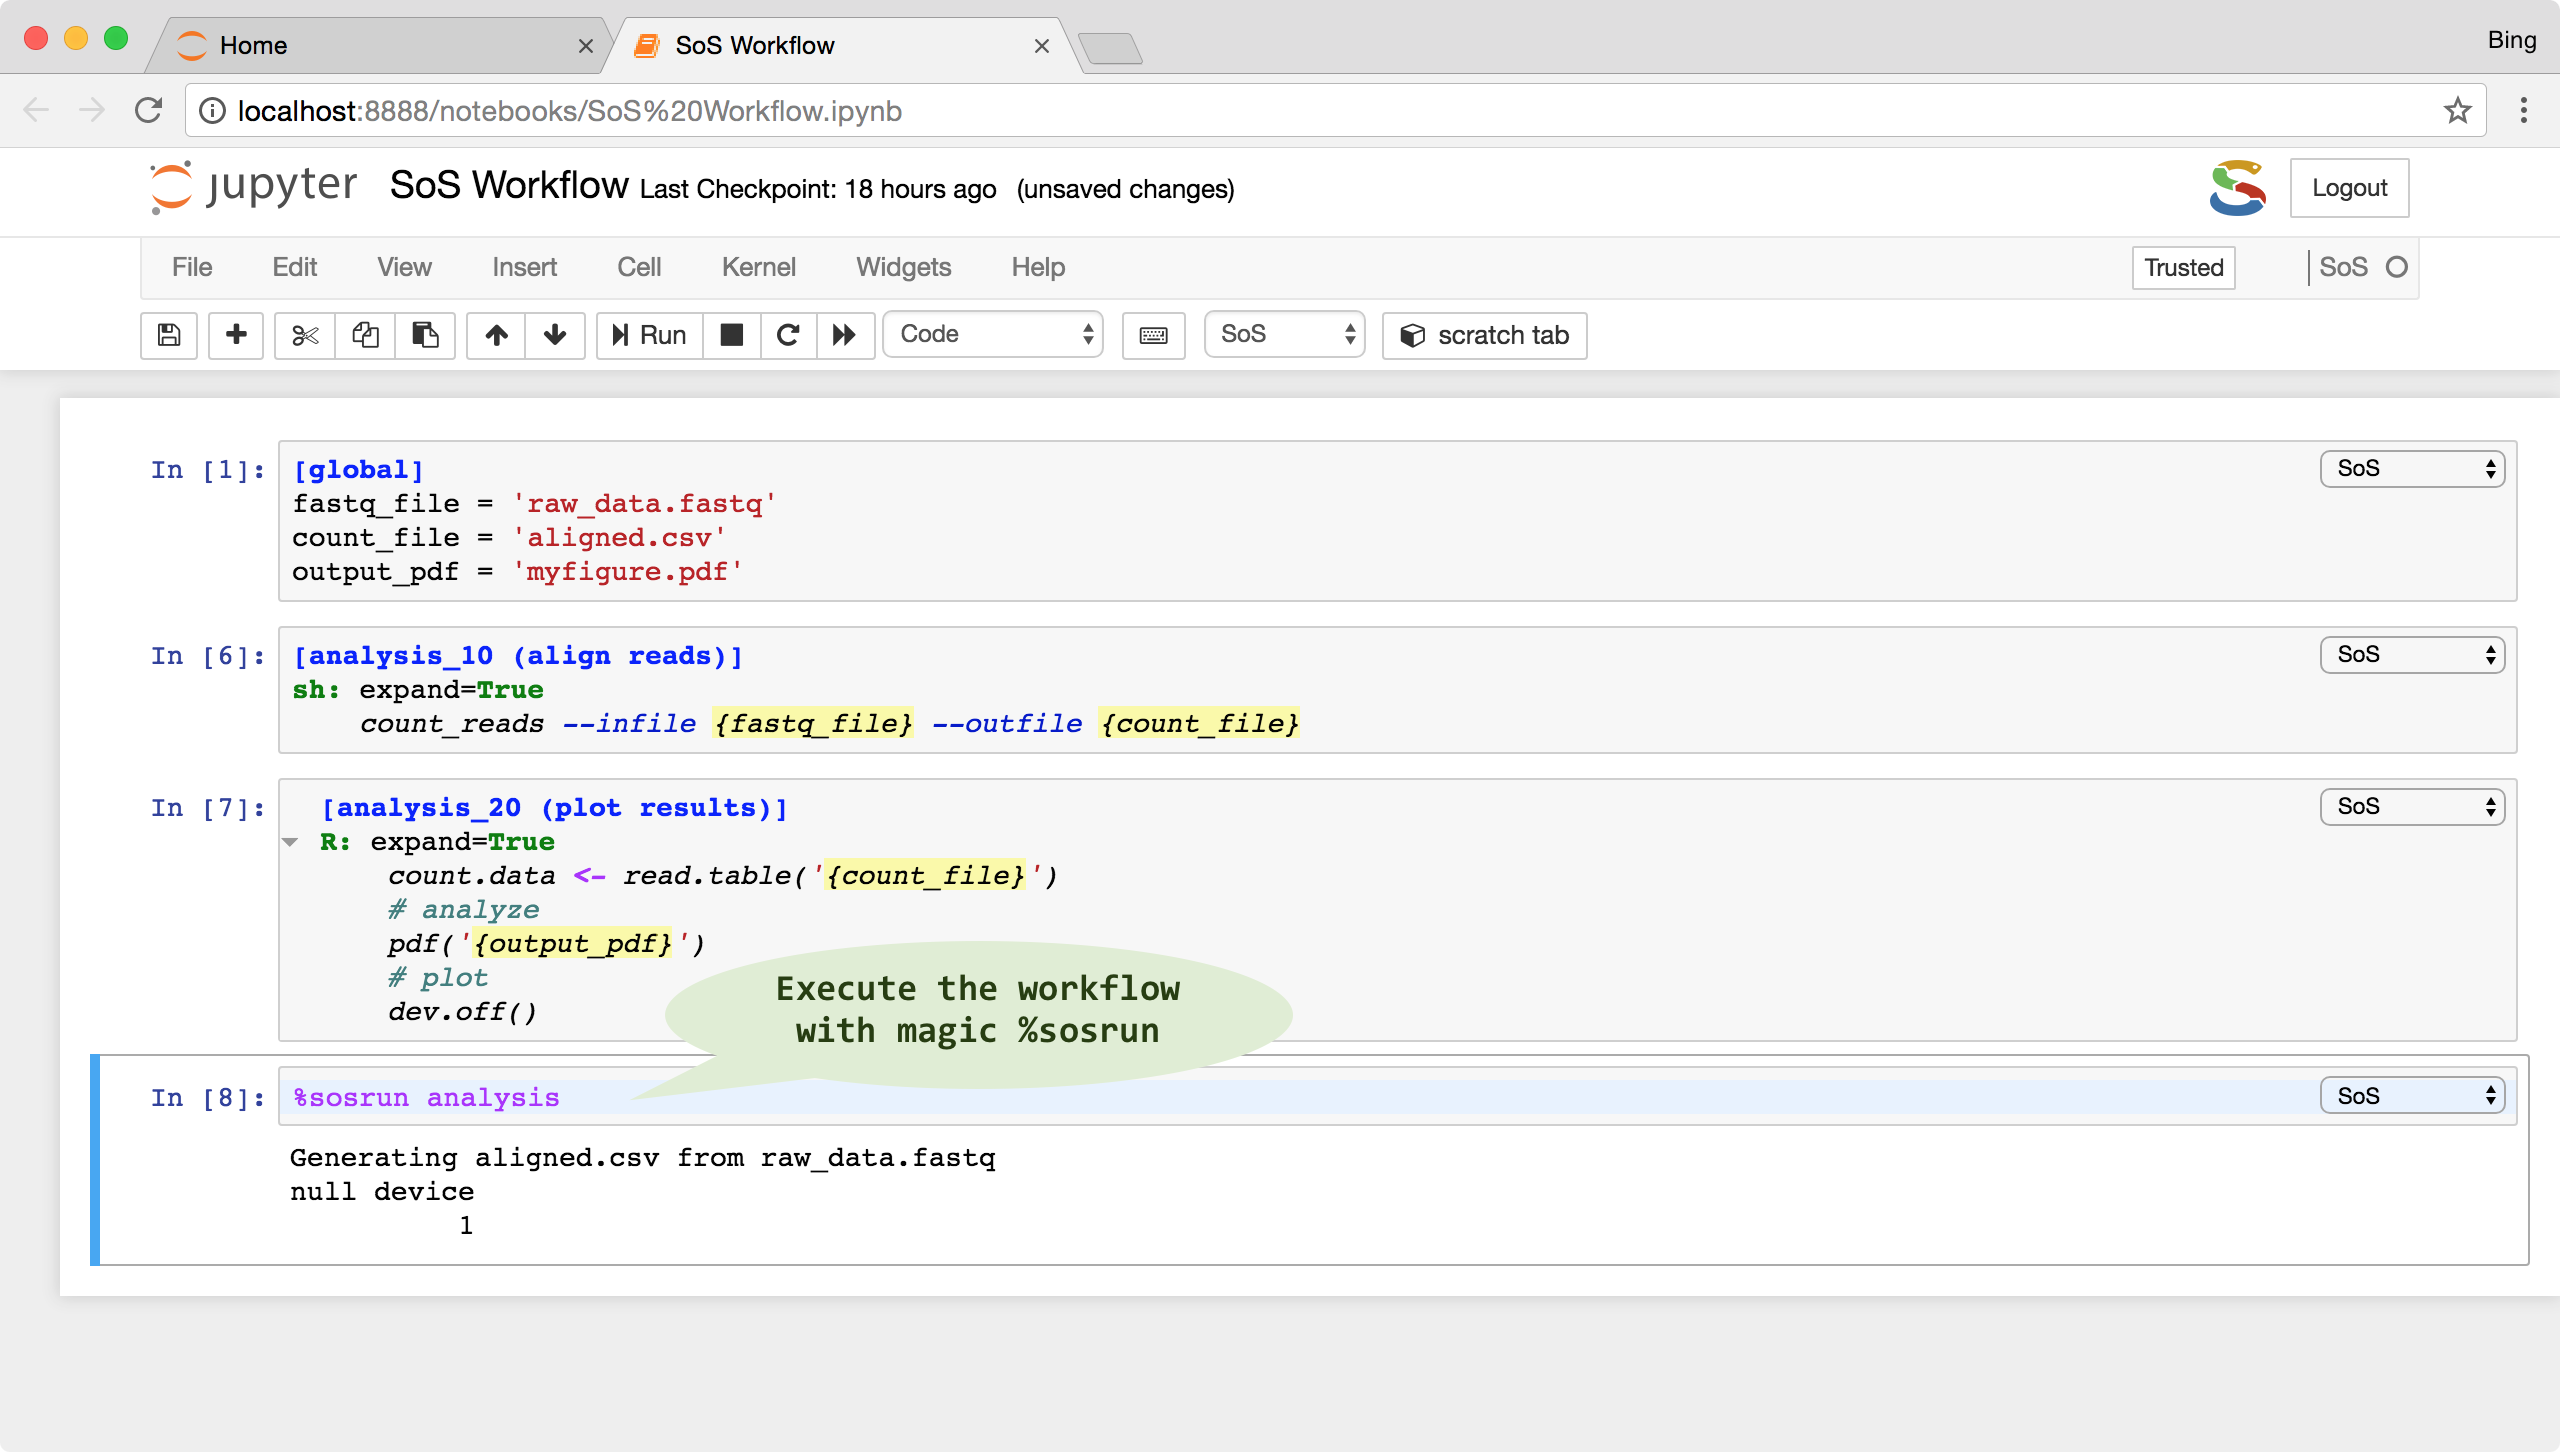 Home
SoS Workflow
Bing
localhost:8888/notebooks/SoS%20Workflow.ipynb
jupyter SoS Workflow Last Checkpoint: 18 hours ago (unsaved changes)
Logout
File Edit View Insert Cell Kernel Widgets Help
Trusted
SoS
Run
Code
SoS
scratch tab
In [1]:
[global]
SoS
fastq_file = 'raw_data.fastq'
count_file = 'aligned.csv'
output_pdf = 'myfigure.pdf'
In [6]:
[analysis_10 (align reads)]
SoS
sh: expand=True
count_reads --infile {fastq_file} --outfile {count_file}
In [7]:
[analysis_20 (plot results)]
SoS
R: expand=True
count.data <- read.table('{count_file}')
# analyze
pdf('{output_pdf}')
# plot
dev.off()
Execute the workflow
with magic %sosrun
In [8]:
%sosrun analysis
SoS
Generating aligned.csv from raw_data.fastq
null device
1